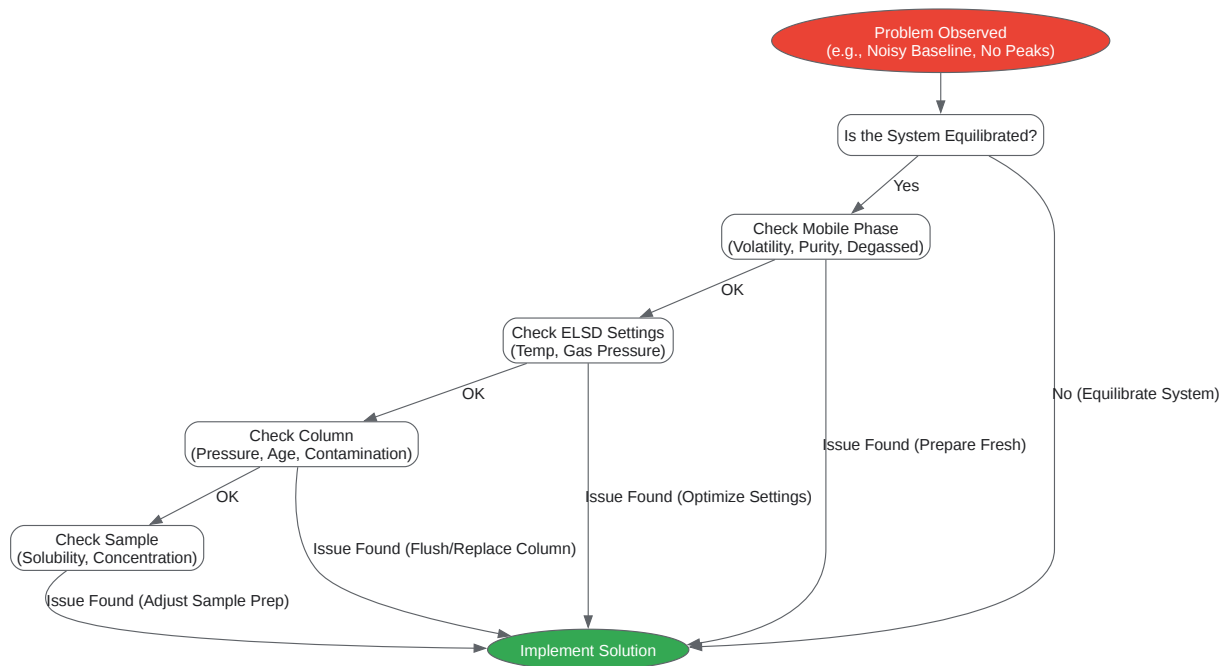 Problem Observed
(e.g., Noisy Baseline, No Peaks)
Is the System Equilibrated?
Yes
Check Mobile Phase
(Volatility, Purity, Degassed)
OK
Check ELSD Settings
(Temp, Gas Pressure)
OK
No (Equilibrate System)
Check Column
(Pressure, Age, Contamination)
Issue Found (Prepare Fresh)
OK
Issue Found (Optimize Settings)
Check Sample
(Solubility, Concentration)
Issue Found (Flush/Replace Column)
Issue Found (Adjust Sample Prep)
Implement Solution